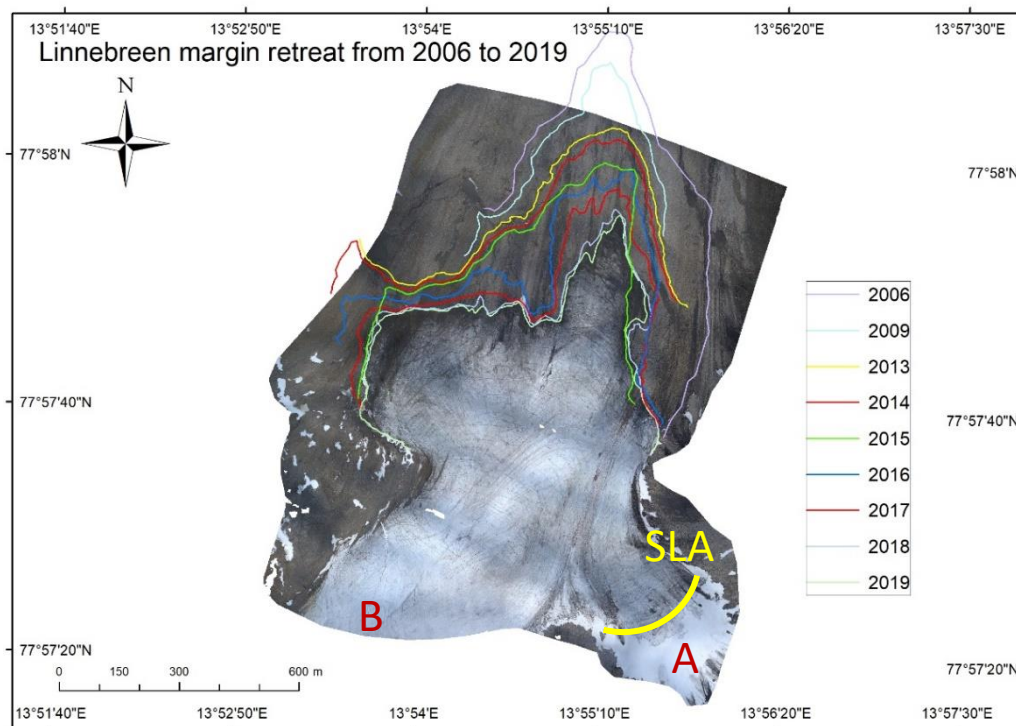 13°51'40"E 13°52'50"E 13°54'E 13°55'10"E 13°56'20"E 13°57'30"E
Linnebreen margin retreat from 2006 to 2019
N
77°58'N
77°58'N
2006
2009
2013
2014
2015
2016
2017
2018
2019
77°57'40"N
77°57'40"N
SLA
B
A
77°57'20"N
77°57'20"N
0 150 300 600 m
13°51'40"E 13°52'50"E 13°54'E 13°55'10"E 13°56'20"E 13°57'30"E